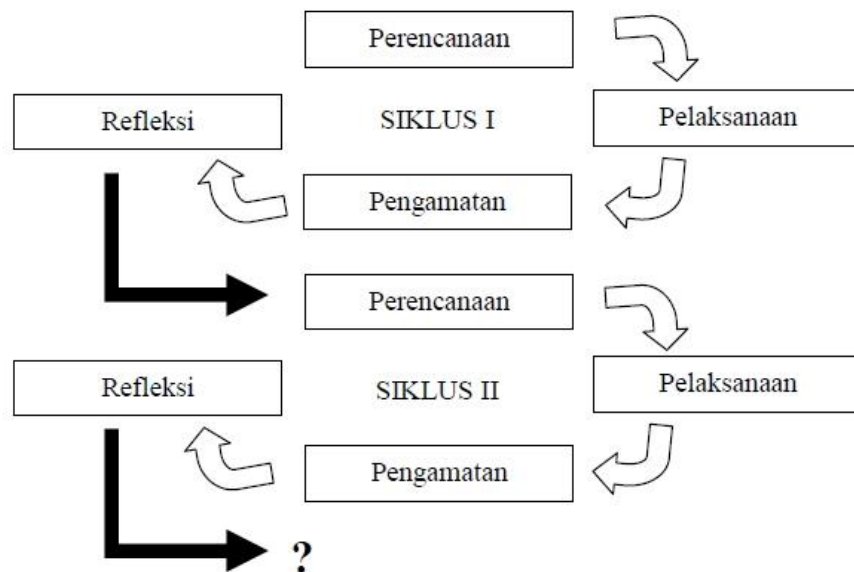 Perencanaan
Refleksi
SIKLUS I
Pelaksanaan
Pengamatan
Perencanaan
Refleksi
SIKLUS II
Pelaksanaan
Pengamatan
?